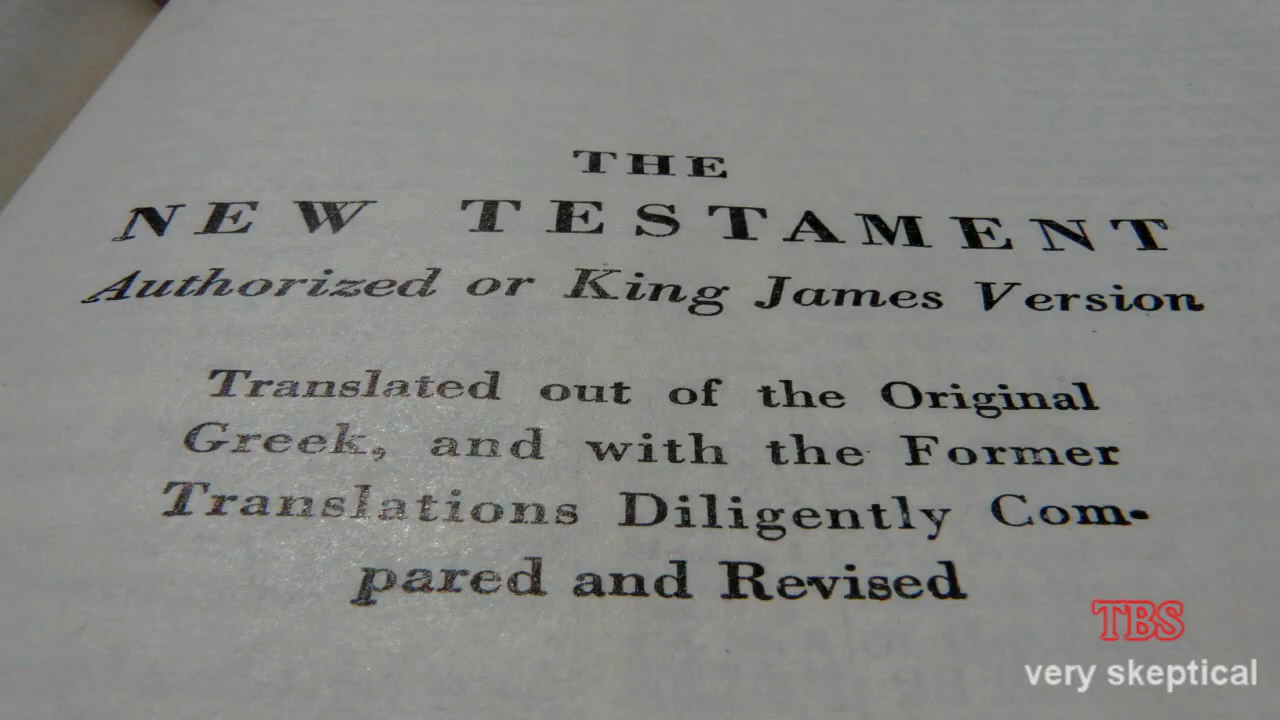 THE
NEW TESTAMENT
Authorized or King James Version
Translated out of the Original
Greek, and with the Former
Translations Diligently Com-
pared and Revised
TBS
very skeptical